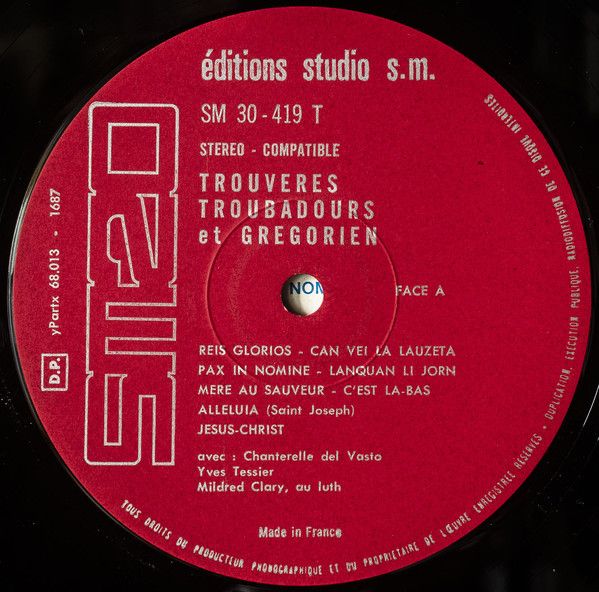 éditions studio s.m.
SM 30-419 T
STEREO - COMPATIBLE
TROUVERES
TROUBADOURS
et GREGORIEN
NOM
FACE A
REIS GLORIOS - CAN VEI LA LAUZETA
PAX IN NOMINE - LANQUAN LI JORN
MERE AU SAUVEUR - C'EST LA-BAS
ALLELUIA (Saint Joseph)
JESUS-CHRIST
avec : Chanterelle del Vasto
Yves Tessier
Mildred Clary, au luth
Made in France
D.P. yPartx 68.013 • 1687
SM30
TOUS DROITS DU PRODUCTEUR PHONOGRAPHIQUE ET DU PROPRIETAIRE DE L'ŒUVRE ENREGISTREE RÉSERVÉS • DUPLICATION, EXECUTION PUBLIQUE, RADIODIFFUSION DE CE DISQUE INTERDITES